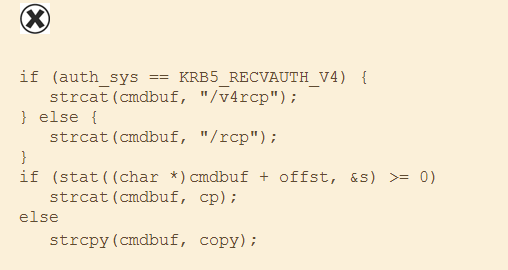 if (auth_sys == KRB5_RECVAUTH_V4) {
   strcat(cmdbuf, "/v4rcp");
} else {
   strcat(cmdbuf, "/rcp");
}
if (stat((char *)cmdbuf + offst, &s) >= 0)
   strcat(cmdbuf, cp);
else
   strcpy(cmdbuf, copy);